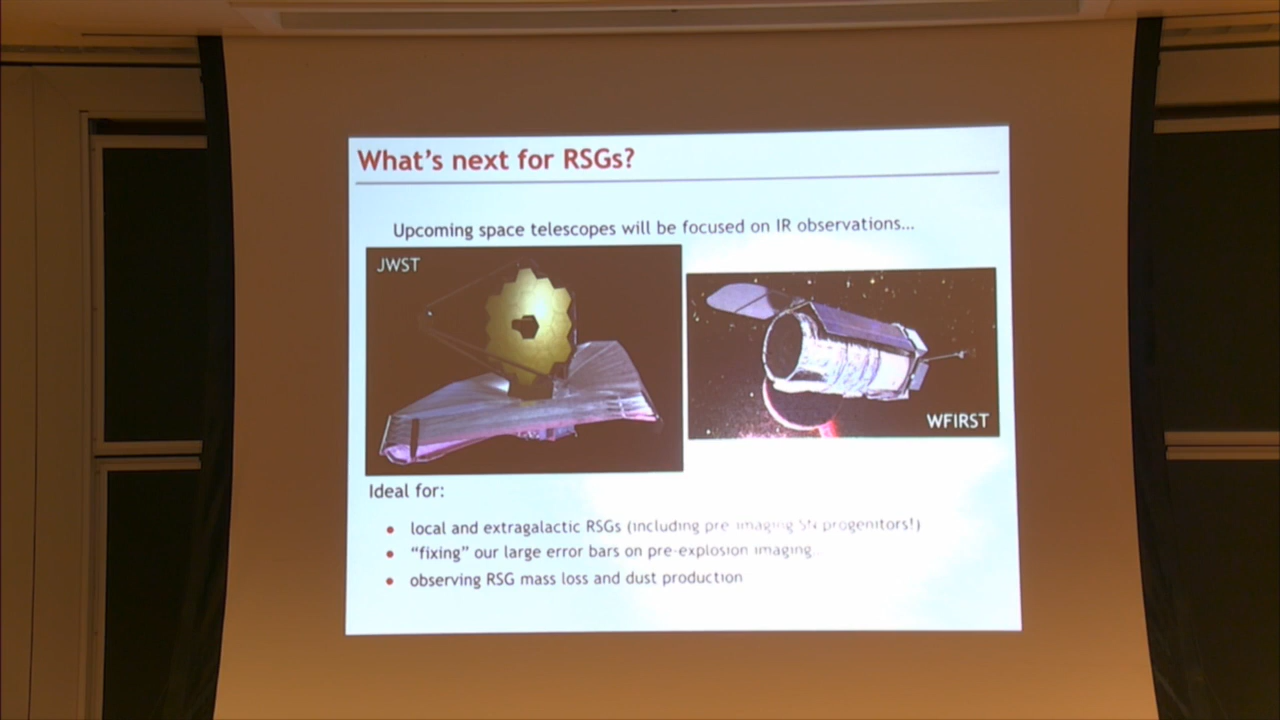 What's next for RSGs?
Upcoming space telescopes will be focused on IR observations...
JWST
WFIRST
Ideal for:
• local and extragalactic RSGs (including pre-imaging SN progenitors!)
• "fixing" our large error bars on pre-explosion imaging
• observing RSG mass loss and dust production